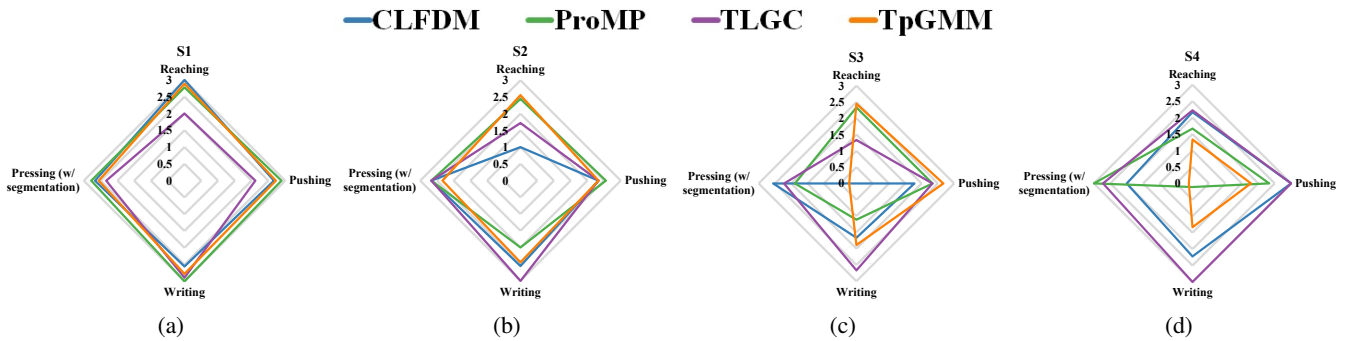 CLFDM ProMP TLGC TpGMM
S1
Reaching
3
2.5
2
1.5
1
0.5
0
Pressing (w/
segmentation)
Pushing
Writing
(a)
S2
Reaching
3
2.5
2
1.5
1
0.5
0
Pressing (w/
segmentation)
Pushing
Writing
(b)
S3
Reaching
3
2.5
2
1.5
1
0.5
0
Pressing (w/
segmentation)
Pushing
Writing
(c)
S4
Reaching
3
2.5
2
1.5
1
0.5
0
Pressing (w/
segmentation)
Pushing
Writing
(d)